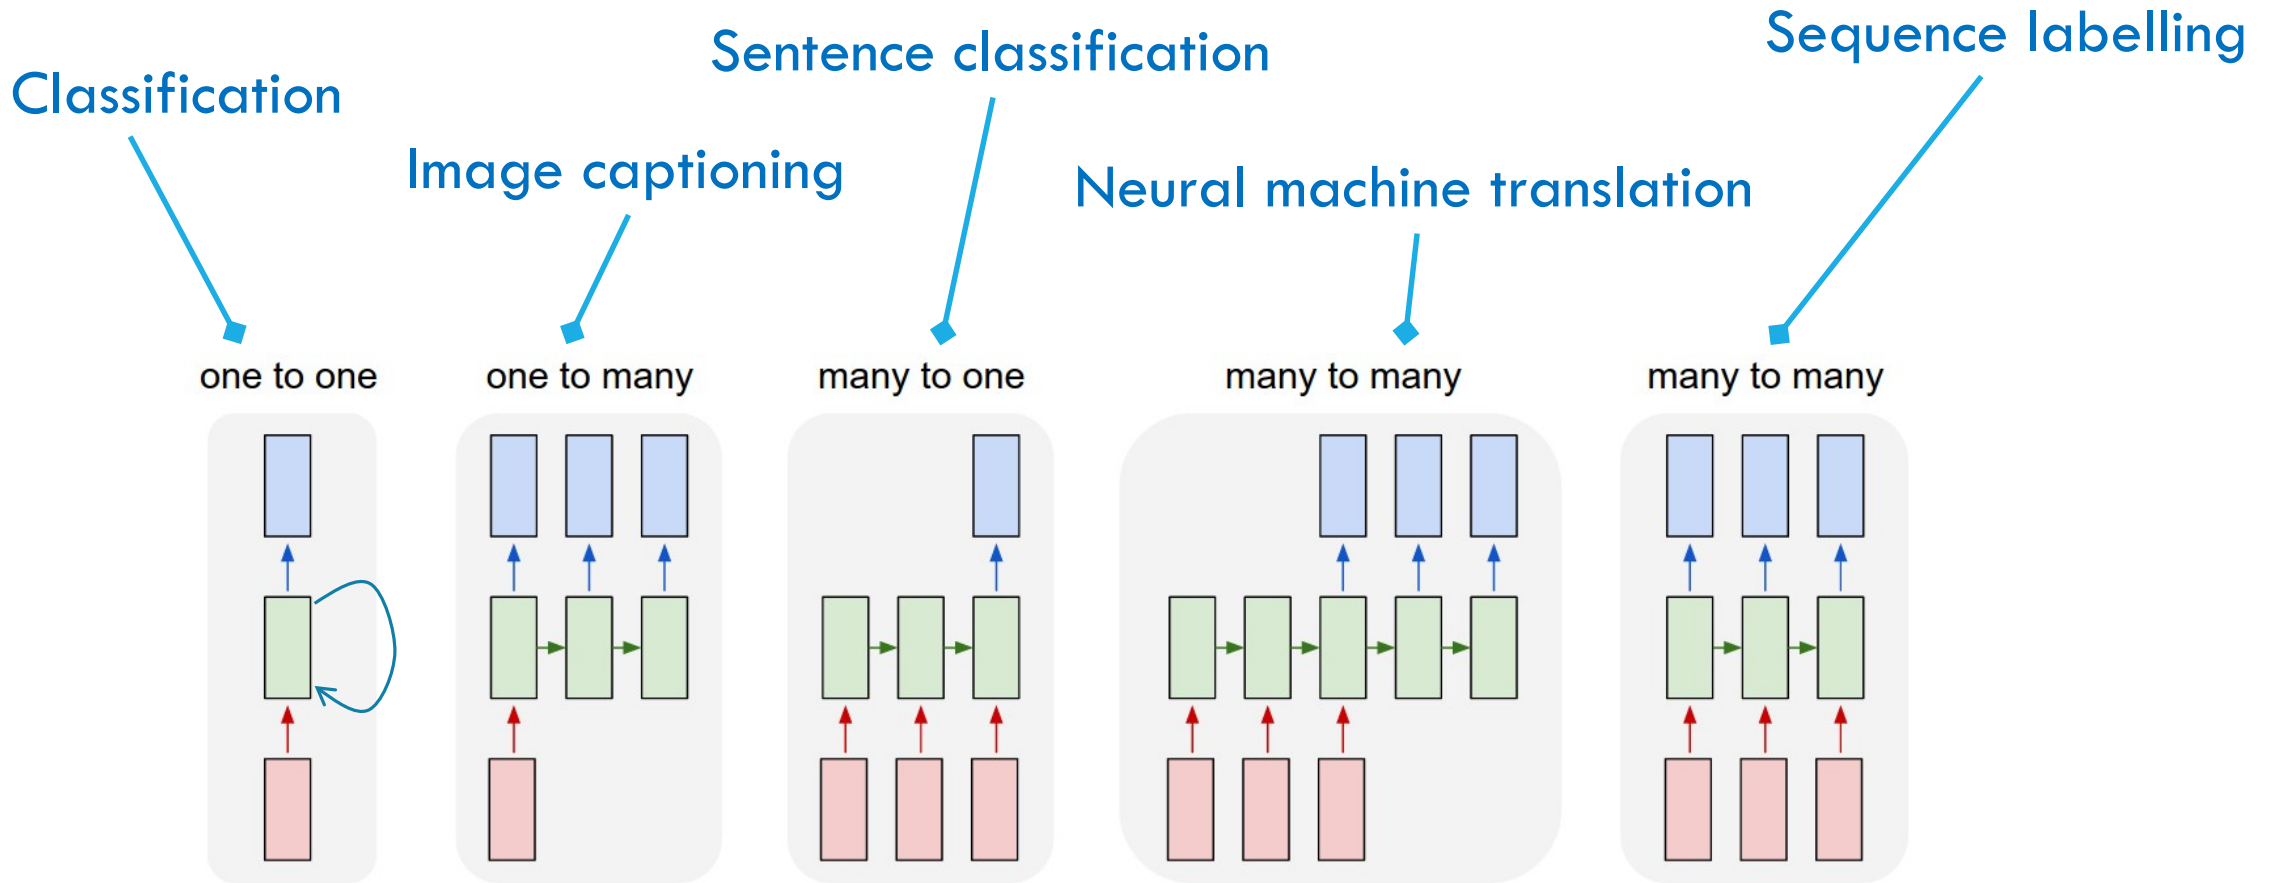 Classification
Image captioning
Sentence classification
Neural machine translation
Sequence labelling
one to one
one to many
many to one
many to many
many to many